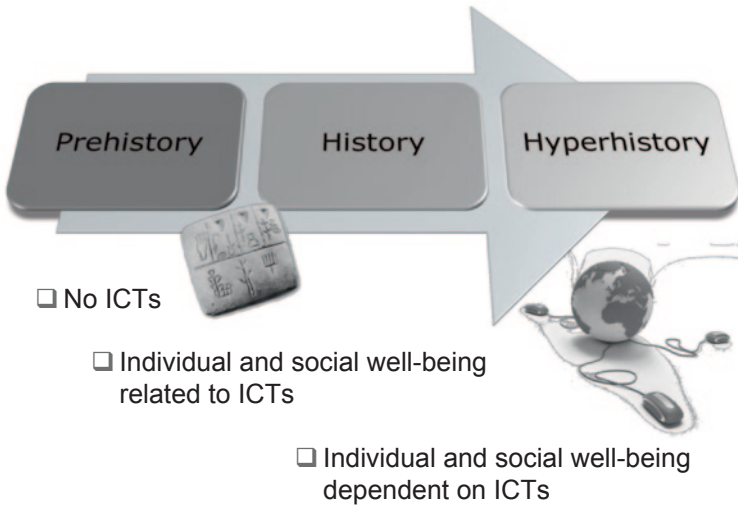 Prehistory
History
Hyperhistory
❑ No ICTs
❑ Individual and social well-being
related to ICTs
❑ Individual and social well-being
dependent on ICTs